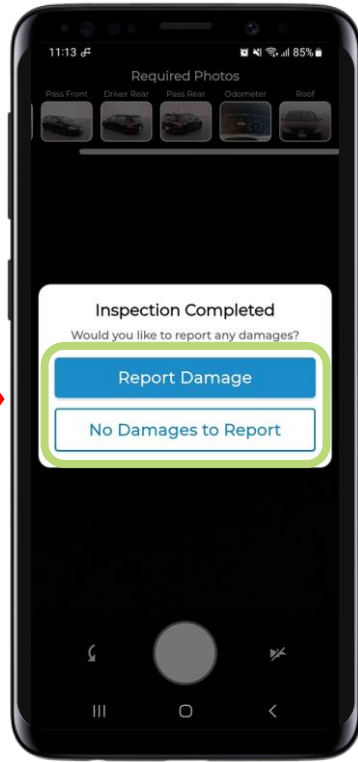 11:13
85%
Required Photos
Pass Front Driver Rear Pass Rear Odometer Roof
Inspection Completed
Would you like to report any damages?
Report Damage
No Damages to Report